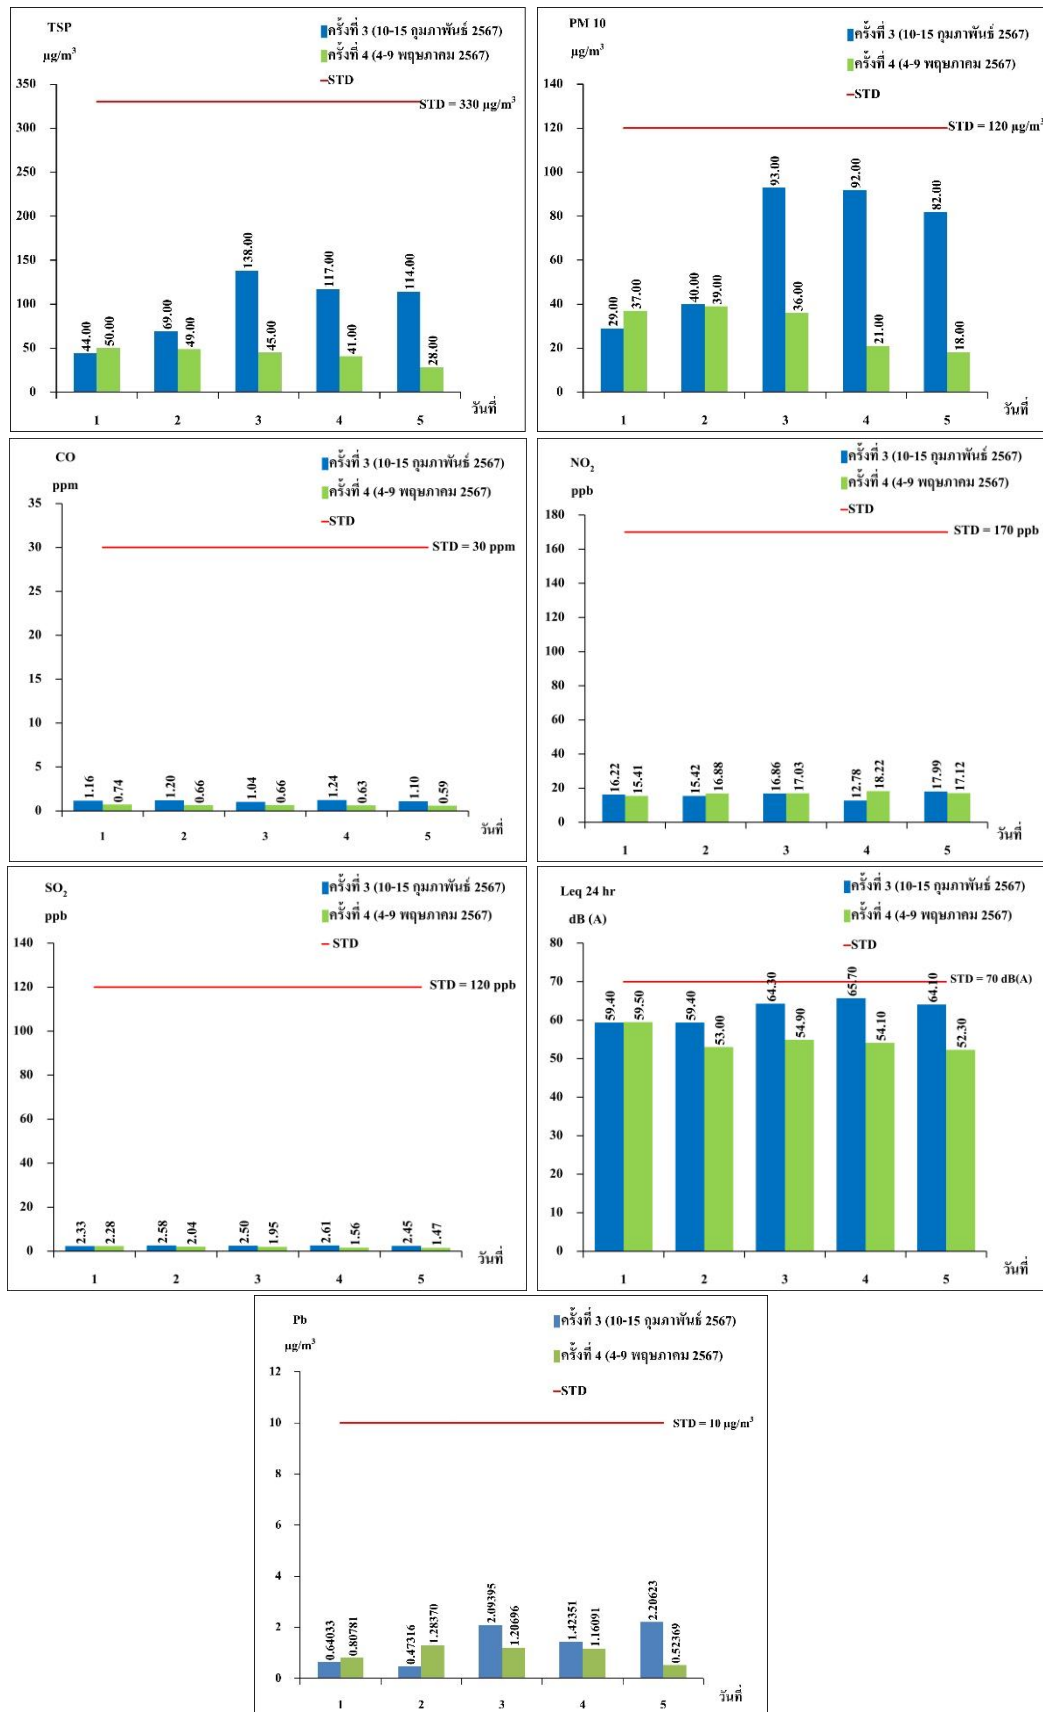 TSP
µg/m³
ครั้งที่ 3 (10-15 กุมภาพันธ์ 2567)
ครั้งที่ 4 (4-9 พฤษภาคม 2567)
STD
STD = 330 µg/m³
350
300
250
200
150
100
50
0
44.00 50.00 69.00 49.00 138.00 45.00 117.00 41.00 114.00 28.00
1 2 3 4 5
วันที่
PM 10
µg/m³
ครั้งที่ 3 (10-15 กุมภาพันธ์ 2567)
ครั้งที่ 4 (4-9 พฤษภาคม 2567)
STD
STD = 120 µg/m³
140
120
100
80
60
40
20
0
29.00 37.00 40.00 39.00 93.00 36.00 92.00 21.00 82.00 18.00
1 2 3 4 5
วันที่
CO
ppm
ครั้งที่ 3 (10-15 กุมภาพันธ์ 2567)
ครั้งที่ 4 (4-9 พฤษภาคม 2567)
STD
STD = 30 ppm
35
30
25
20
15
10
5
0
1.16 0.74 1.20 0.66 1.04 0.66 1.24 0.63 1.10 0.59
1 2 3 4 5
วันที่
NO₂
ppb
ครั้งที่ 3 (10-15 กุมภาพันธ์ 2567)
ครั้งที่ 4 (4-9 พฤษภาคม 2567)
STD
STD = 170 ppb
180
160
140
120
100
80
60
40
20
0
16.22 15.41 15.42 16.88 16.86 17.03 12.78 18.22 17.99 17.12
1 2 3 4 5
วันที่
SO₂
ppb
ครั้งที่ 3 (10-15 กุมภาพันธ์ 2567)
ครั้งที่ 4 (4-9 พฤษภาคม 2567)
STD
STD = 120 ppb
140
120
100
80
60
40
20
0
2.33 2.28 2.58 2.04 2.50 1.95 2.61 1.56 2.45 1.47
1 2 3 4 5
วันที่
Leq 24 hr
dB (A)
ครั้งที่ 3 (10-15 กุมภาพันธ์ 2567)
ครั้งที่ 4 (4-9 พฤษภาคม 2567)
STD
STD = 70 dB(A)
80
70
60
50
40
30
20
10
0
59.40 59.50 59.40 53.00 64.30 54.90 65.70 54.10 64.10 52.30
1 2 3 4 5
วันที่
Pb
µg/m³
ครั้งที่ 3 (10-15 กุมภาพันธ์ 2567)
ครั้งที่ 4 (4-9 พฤษภาคม 2567)
STD
STD = 10 µg/m³
12
10
8
6
4
2
0
0.64033 0.80781 0.47316 1.28370 2.09395 1.20696 1.42351 1.16091 2.20623 0.52369
1 2 3 4 5
วันที่